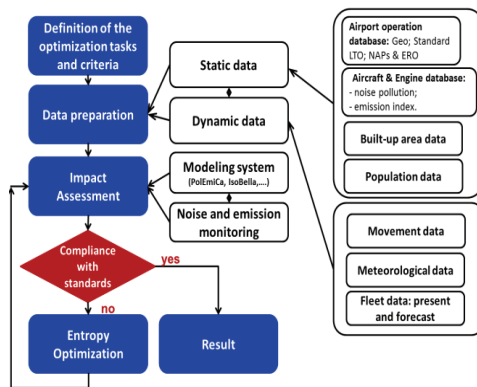 Definition of the
optimization tasks
and criteria
Data preparation
Impact
Assessment
Compliance
with
standards
yes
no
Entropy
Optimization
Result
Static data
Dynamic data
Modeling system
(PolEmiCa, IsoBella,....)
Noise and emission
monitoring
Airport operation
database: Geo; Standard
LTO; NAPs & ERO
Aircraft & Engine database:
- noise pollution;
- emission index.
Built-up area data
Population data
Movement data
Meteorological data
Fleet data: present
and forecast